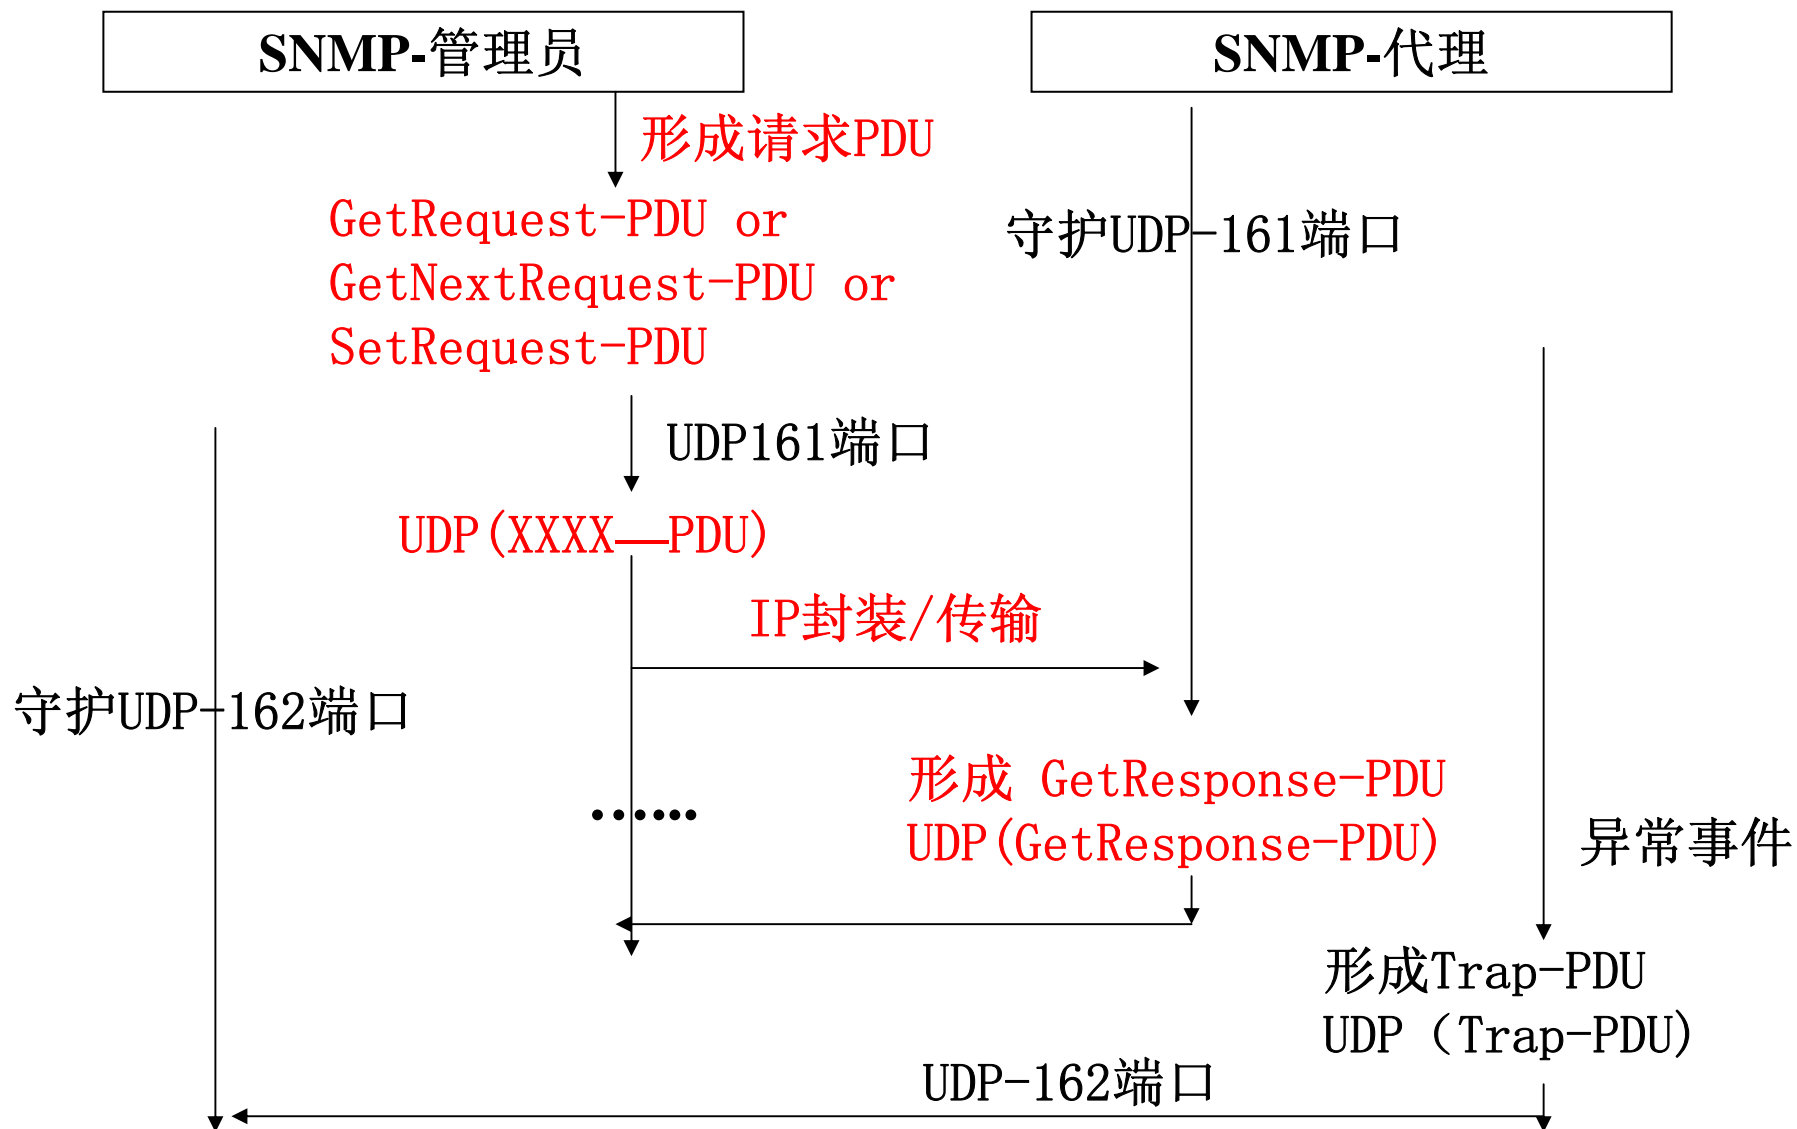 SNMP-管理员
SNMP-代理
形成请求PDU
GetRequest-PDU or
GetNextRequest-PDU or
SetRequest-PDU
守护UDP-161端口
UDP161端口
UDP(XXXX——PDU)
IP封装/传输
守护UDP-162端口
······
形成 GetResponse-PDU
UDP(GetResponse-PDU)
异常事件
形成Trap-PDU
UDP（Trap-PDU)
UDP-162端口